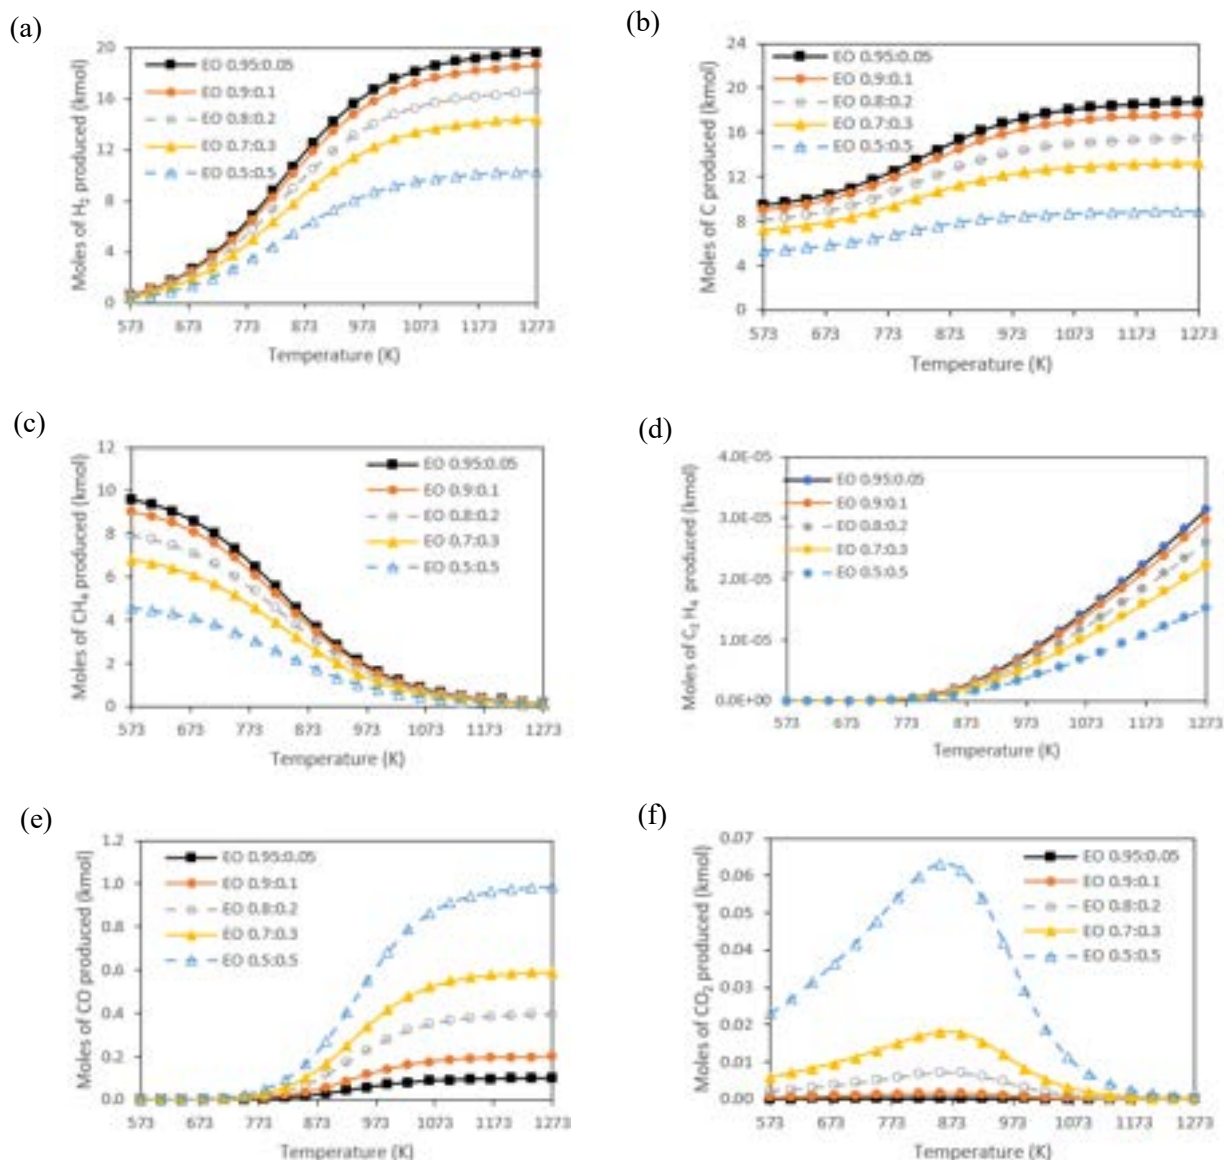 (a)
Moles of H2 produced (kmol)
20
16
12
8
4
0
EO 0.95:0.05
EO 0.9:0.1
EO 0.8:0.2
EO 0.7:0.3
EO 0.5:0.5
573 673 773 873 973 1073 1173 1273
Temperature (K)
(b)
Moles of C produced (kmol)
24
20
16
12
8
4
0
EO 0.95:0.05
EO 0.9:0.1
EO 0.8:0.2
EO 0.7:0.3
EO 0.5:0.5
573 673 773 873 973 1073 1173 1273
Temperature (K)
(c)
Moles of CH4 produced (kmol)
12
10
8
6
4
2
0
EO 0.95:0.05
EO 0.9:0.1
EO 0.8:0.2
EO 0.7:0.3
EO 0.5:0.5
573 673 773 873 973 1073 1173 1273
Temperature (K)
(d)
Moles of C2 H4 produced (kmol)
4.0E-05
3.0E-05
2.0E-05
1.0E-05
0.0E+00
EO 0.95:0.05
EO 0.9:0.1
EO 0.8:0.2
EO 0.7:0.3
EO 0.5:0.5
573 673 773 873 973 1073 1173 1273
Temperature (K)
(e)
Moles of CO produced (kmol)
1.2
1.0
0.8
0.6
0.4
0.2
0.0
EO 0.95:0.05
EO 0.9:0.1
EO 0.8:0.2
EO 0.7:0.3
EO 0.5:0.5
573 673 773 873 973 1073 1173 1273
Temperature (K)
(f)
Moles of CO2 produced (kmol)
0.07
0.06
0.05
0.04
0.03
0.02
0.01
0.00
EO 0.95:0.05
EO 0.9:0.1
EO 0.8:0.2
EO 0.7:0.3
EO 0.5:0.5
573 673 773 873 973 1073 1173 1273
Temperature (K)